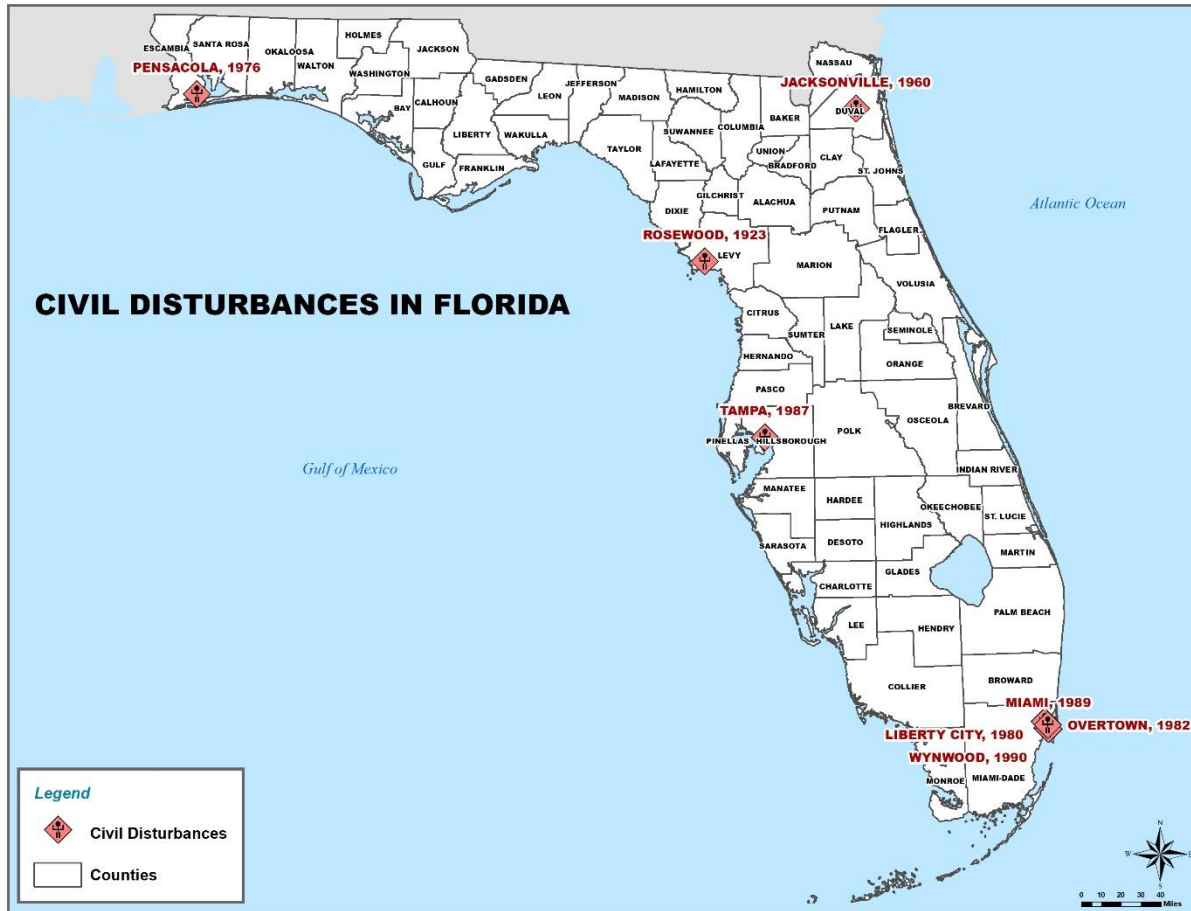 HOLMES
JACKSON
ESCAMBIA
SANTA ROSA
OKALOOSA
WALTON
PENSACOLA, 1976
WASHINGTON
BAY
CALHOUN
GADSDEN
LEON
JEFFERSON
MADISON
HAMILTON
LIBERTY
WAKULLA
GULF
FRANKLIN
TAYLOR
SUWANNEE
LAFAYETTE
COLUMBIA
BAKER
NASSAU
JACKSONVILLE, 1960
DUVAL
UNION
BRADFORD
CLAY
ST. JOHNS
GILCHRIST
DIXIE
ALACHUA
PUTNAM
FLAGLER
Atlantic Ocean
ROSEWOOD, 1923
LEVY
MARION
VOLUSIA
CIVIL DISTURBANCES IN FLORIDA
CITRUS
SUMTER
LAKE
SEMINOLE
HERNANDO
ORANGE
PASCO
TAMPA, 1987
BREVARD
OSCEOLA
POLK
PINELLAS
HILLSBOROUGH
Gulf of Mexico
INDIAN RIVER
MANATEE
HARDEE
OKEECHOBEE
ST. LUCIE
HIGHLANDS
SARASOTA
DESOTO
MARTIN
GLADES
CHARLOTTE
PALM BEACH
LEE
HENDRY
BROWARD
COLLIER
MIAMI, 1989
OVERTOWN, 1982
LIBERTY CITY, 1980
WYNWOOD, 1990
MONROE
MIAMI-DADE
Legend
Civil Disturbances
Counties
N
W
E
S
0 10 20 30 40
Miles